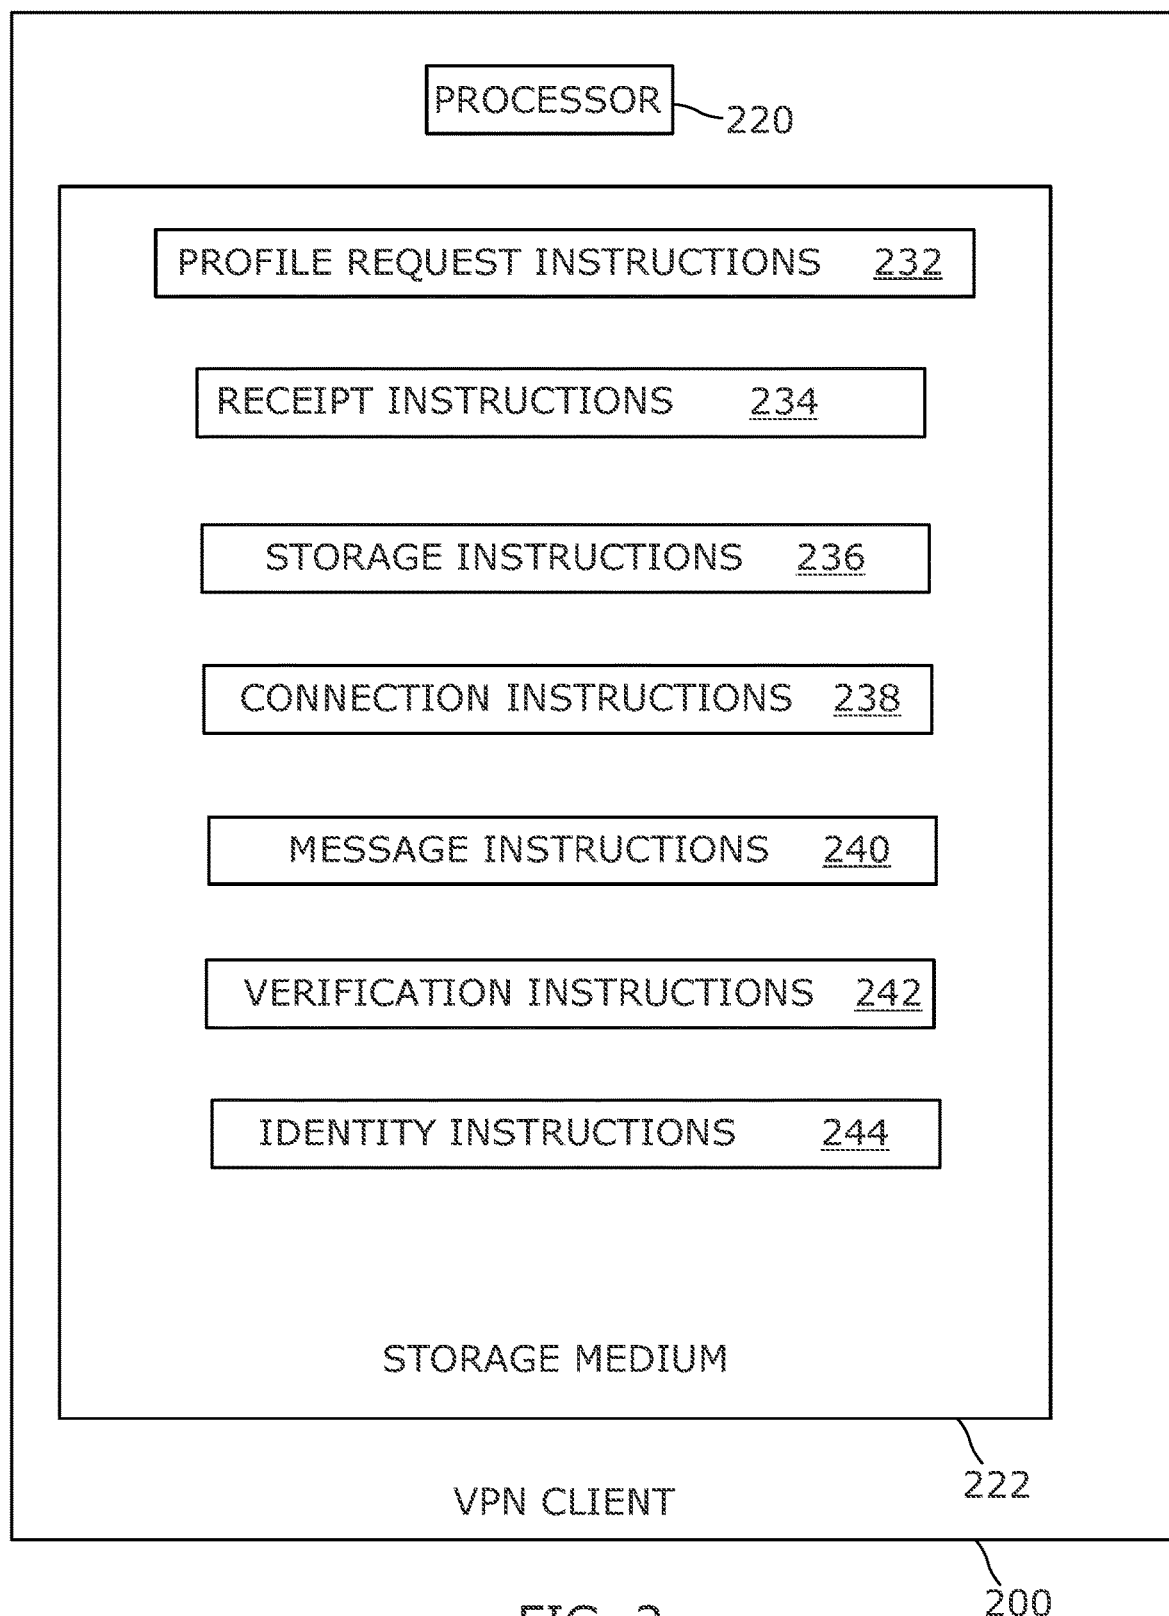 PROCESSOR
220
PROFILE REQUEST INSTRUCTIONS 232
RECEIPT INSTRUCTIONS 234
STORAGE INSTRUCTIONS 236
CONNECTION INSTRUCTIONS 238
MESSAGE INSTRUCTIONS 240
VERIFICATION INSTRUCTIONS 242
IDENTITY INSTRUCTIONS 244
STORAGE MEDIUM
222
VPN CLIENT
200
FIG.